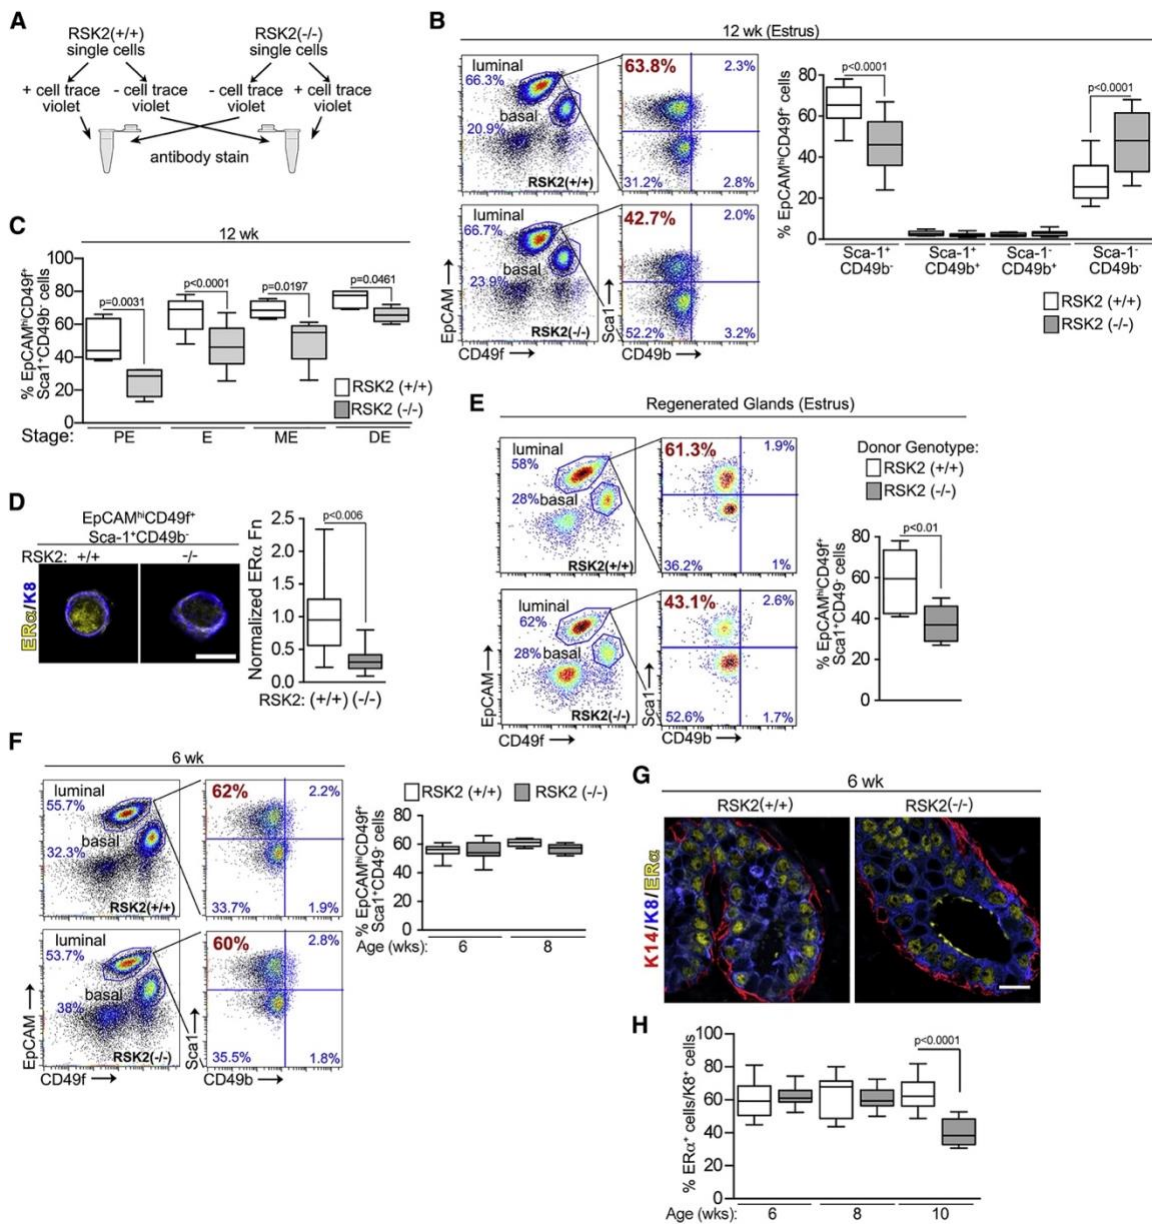 A
RSK2(+/+)
single cells
RSK2(-/-)
single cells
+ cell trace
violet
- cell trace
violet
- cell trace
violet
+ cell trace
violet
antibody stain
B
12 wk (Estrus)
luminal
66.3%
basal
20.9%
RSK2(+/+)
63.8%
2.3%
31.2%
2.8%
luminal
66.7%
basal
23.9%
RSK2(-/-)
42.7%
2.0%
52.2%
3.2%
EpCAM
CD49f
Sca1
CD49b
% EpCAMhiCD49f+ cells
80
60
40
20
0
p<0.0001
p<0.0001
Sca-1+
CD49b-
Sca-1+
CD49b+
Sca-1-
CD49b+
Sca-1-
CD49b-
RSK2 (+/+)
RSK2 (-/-)
C
12 wk
% EpCAMhiCD49f+
Sca1+CD49b- cells
100
80
60
40
20
0
p=0.0031
p<0.0001
p=0.0197
p=0.0461
RSK2 (+/+)
RSK2 (-/-)
Stage:
PE
E
ME
DE
D
EpCAMhiCD49f+
Sca-1+CD49b-
RSK2:
+/+
-/-
ERα/K8
Normalized ERα Fn
2.5
2.0
1.5
1.0
0.5
0.0
p<0.006
RSK2: (+/+) (-/-)
E
Regenerated Glands (Estrus)
luminal
58%
28%
basal
RSK2(+/+)
61.3%
1.9%
36.2%
1%
luminal
62%
28%
basal
RSK2(-/-)
43.1%
2.6%
52.6%
1.7%
EpCAM
CD49f
Sca1
CD49b
Donor Genotype:
RSK2 (+/+)
RSK2 (-/-)
% EpCAMhiCD49f+
Sca1+CD49- cells
80
60
40
20
0
p<0.01
F
6 wk
luminal
55.7%
basal
32.3%
RSK2(+/+)
62%
2.2%
33.7%
1.9%
luminal
53.7%
basal
38%
RSK2(-/-)
60%
2.8%
35.5%
1.8%
EpCAM
CD49f
Sca1
CD49b
RSK2 (+/+)
RSK2 (-/-)
% EpCAMhiCD49f+
Sca1+CD49- cells
80
60
40
20
0
Age (wks):
6
8
G
6 wk
RSK2(+/+)
RSK2(-/-)
K14/K8/ERα
H
% ERα+ cells/K8+ cells
100
80
60
40
20
0
p<0.0001
Age (wks):
6
8
10